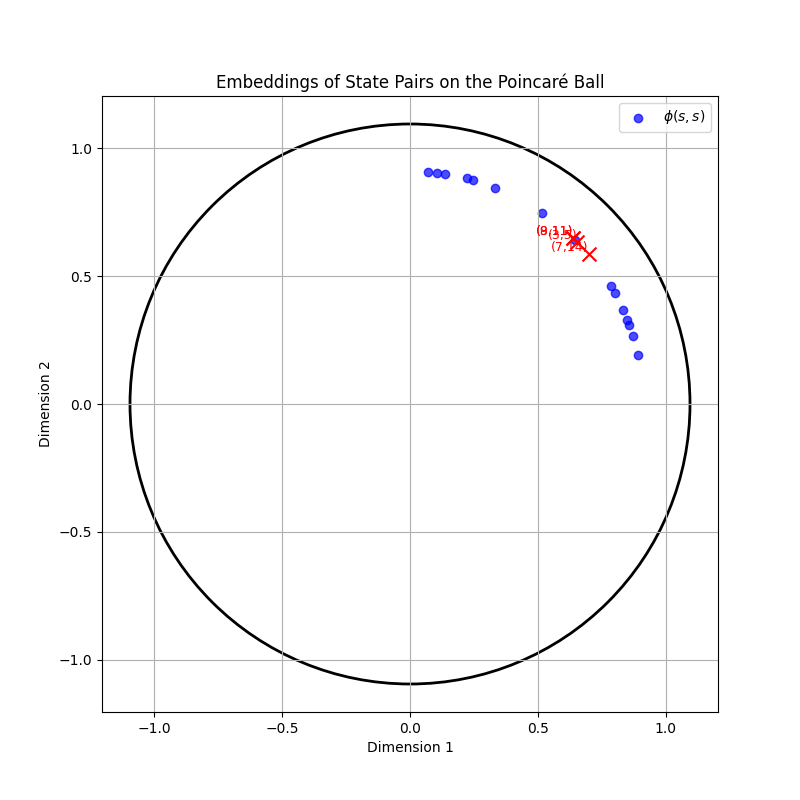 Embeddings of State Pairs on the Poincaré Ball
ϕ(s, s)
1.0
0.5
0.0
−0.5
−1.0
Dimension 2
(7,14)
−1.0 −0.5 0.0 0.5 1.0
Dimension 1